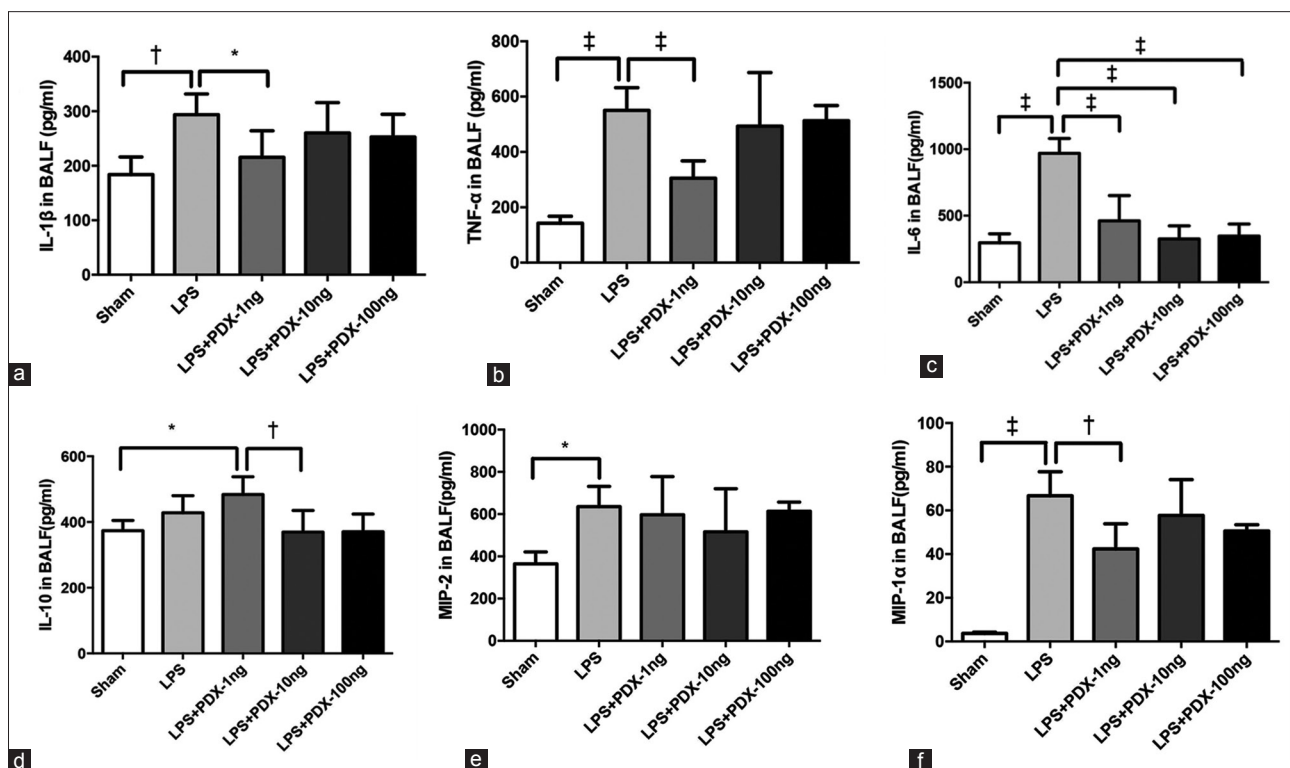 † *
IL-1β in BALF (pg/ml)
400
300
200
100
0
Sham
LPS
LPS+PDX-1ng
LPS+PDX-10ng
LPS+PDX-100ng
a
‡ ‡
TNF-α in BALF (pg/ml)
800
600
400
200
0
Sham
LPS
LPS+PDX-1ng
LPS+PDX-10ng
LPS+PDX-100ng
b
‡
‡
‡ ‡
IL-6 in BALF(pg/ml)
1500
1000
500
0
Sham
LPS
LPS+PDX-1ng
LPS+PDX-10ng
LPS+PDX-100ng
c
* †
IL-10 in BALF(pg/ml)
600
400
200
0
Sham
LPS
LPS+PDX-1ng
LPS+PDX-10ng
LPS+PDX-100ng
d
*
MIP-2 in BALF(pg/ml)
1000
800
600
400
200
0
Sham
LPS
LPS+PDX-1ng
LPS+PDX-10ng
LPS+PDX-100ng
e
‡ †
MIP-1α in BALF(pg/ml)
100
80
60
40
20
0
Sham
LPS
LPS+PDX-1ng
LPS+PDX-10ng
LPS+PDX-100ng
f